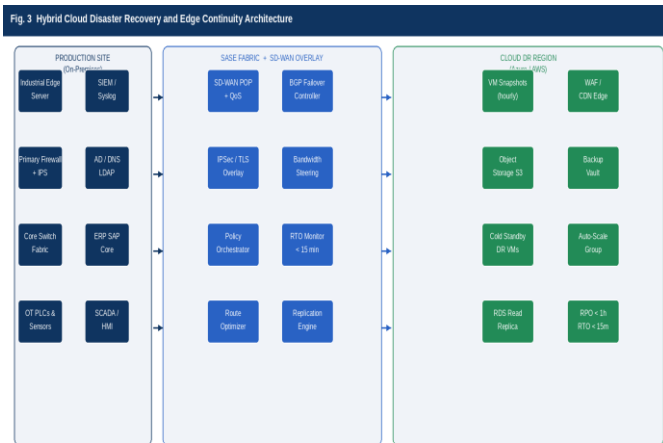 Fig. 3 Hybrid Cloud Disaster Recovery and Edge Continuity Architecture
PRODUCTION SITE
(On-Premises)
Industrial Edge
Server
SIEM /
Syslog
Primary Firewall
+ IPS
AD / DNS
LDAP
Core Switch
Fabric
ERP SAP
Core
OT PLCs &
Sensors
SCADA /
HMI
SASE FABRIC + SD-WAN OVERLAY
SD-WAN POP
+ QoS
BGP Failover
Controller
IPSec / TLS
Overlay
Bandwidth
Steering
Policy
Orchestrator
RTO Monitor
< 15 min
Route
Optimizer
Replication
Engine
CLOUD DR REGION
(Azure / AWS)
VM Snapshots
(hourly)
WAF /
CDN Edge
Object
Storage S3
Backup
Vault
Cold Standby
DR VMs
Auto-Scale
Group
RDS Read
Replica
RPO < 1h
RTO < 15m